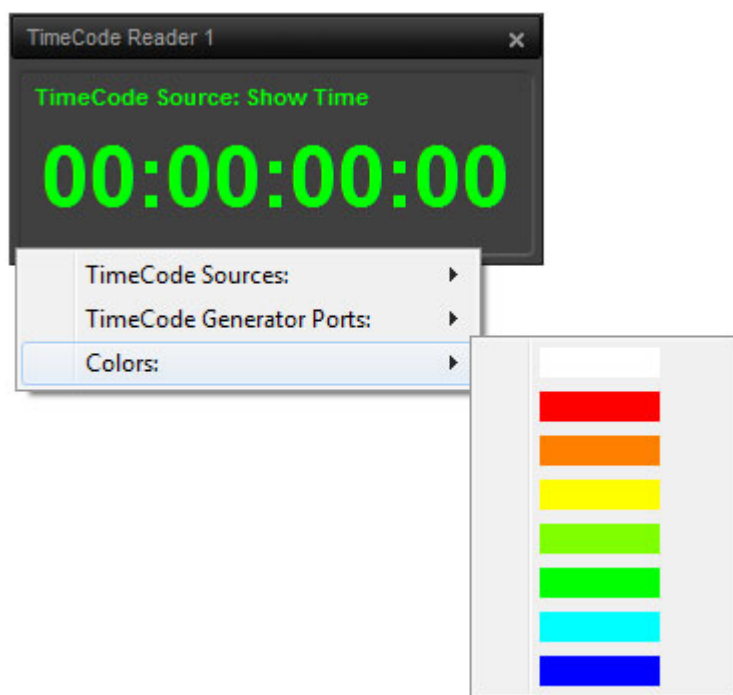 TimeCode Reader 1
TimeCode Source: Show Time
00:00:00:00
TimeCode Sources:
TimeCode Generator Ports:
Colors: